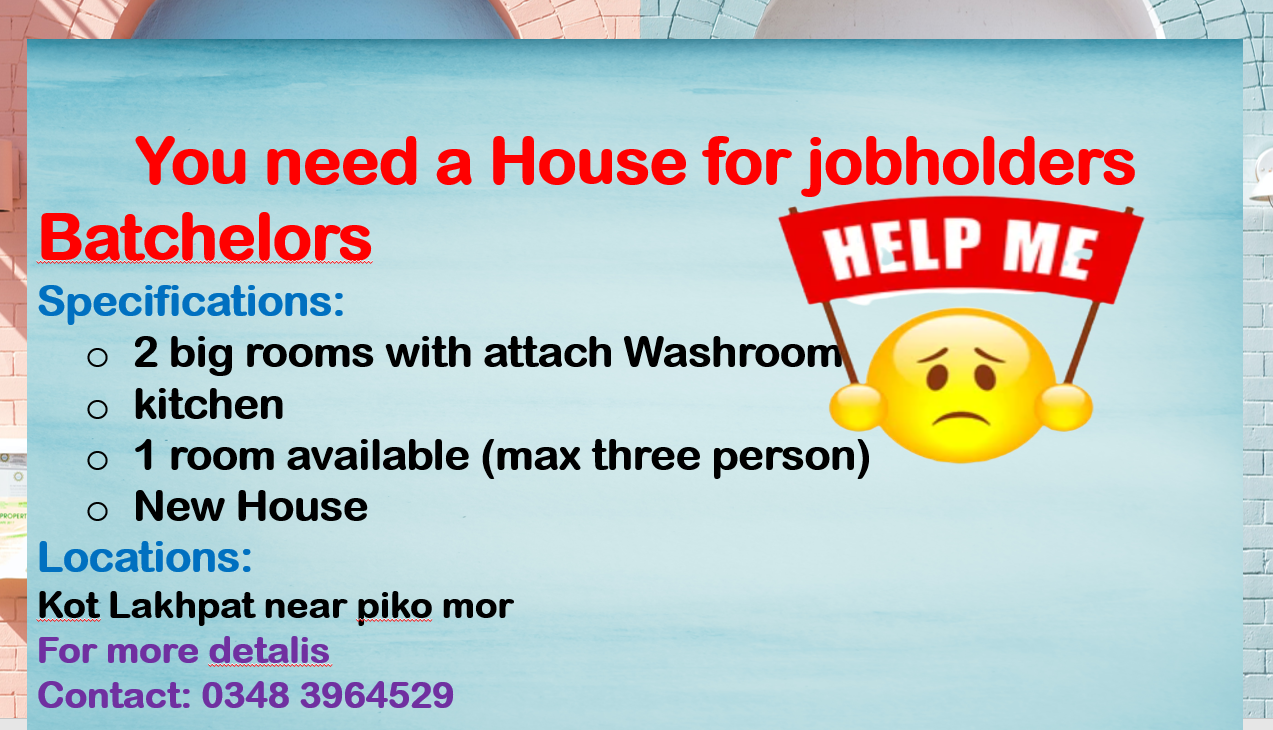 You need a House for jobholders
Batchelors
HELP ME
Specifications:
o 2 big rooms with attach Washroom
o kitchen
o 1 room available (max three person)
o New House
Locations:
Kot Lakhpat near piko mor
For more detalis
Contact: 0348 3964529
PROPERT